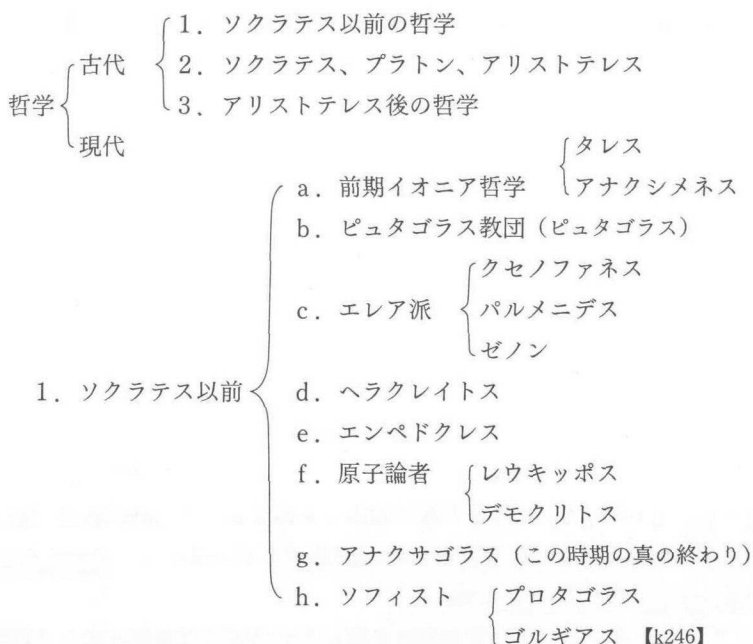 1．ソクラテス以前の哲学
古代
2．ソクラテス、プラトン、アリストテレス
哲学
3．アリストテレス後の哲学
現代
タレス
a．前期イオニア哲学
アナクシメネス
b．ピュタゴラス教団（ピュタゴラス）
クセノファネス
c．エレア派
パルメニデス
ゼノン
1．ソクラテス以前
d．ヘラクレイトス
e．エンペドクレス
f．原子論者
レウキッポス
デモクリトス
g．アナクサゴラス（この時期の真の終わり）
h．ソフィスト
プロタゴラス
ゴルギアス 【k246】